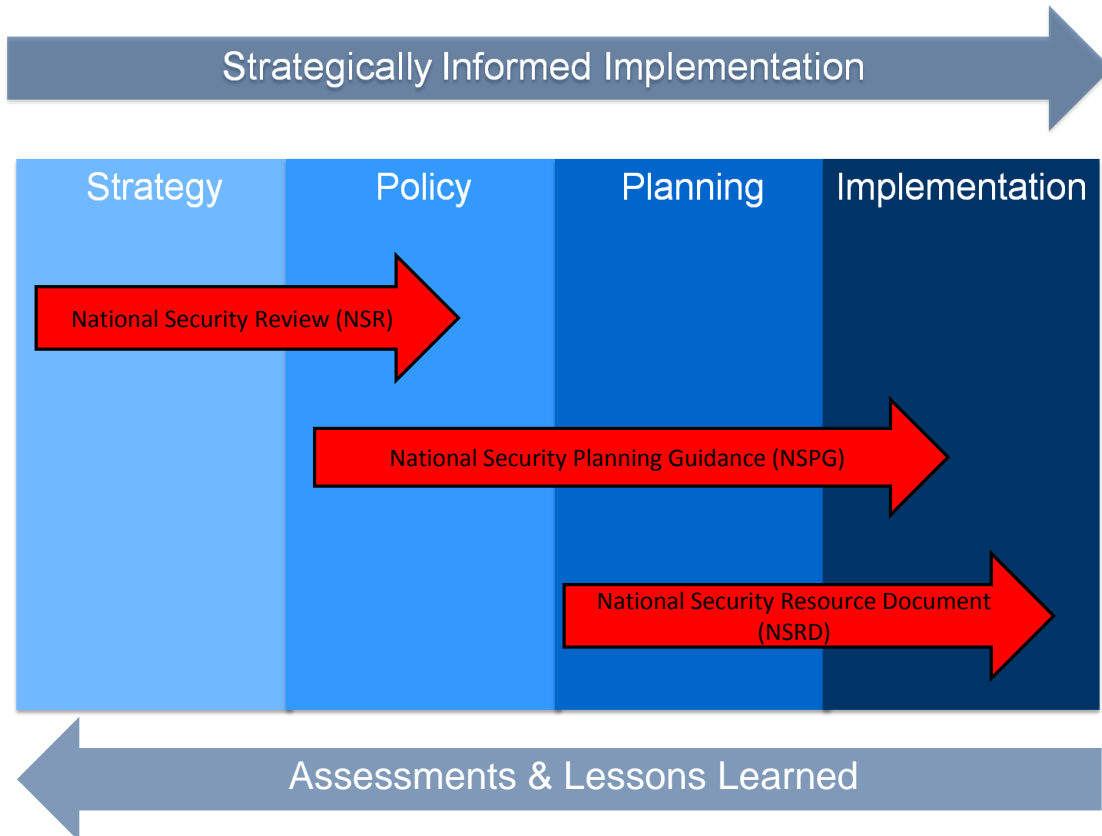 Strategically Informed Implementation
Strategy
Policy
Planning
Implementation
National Security Review (NSR)
National Security Planning Guidance (NSPG)
National Security Resource Document
(NSRD)
Assessments & Lessons Learned